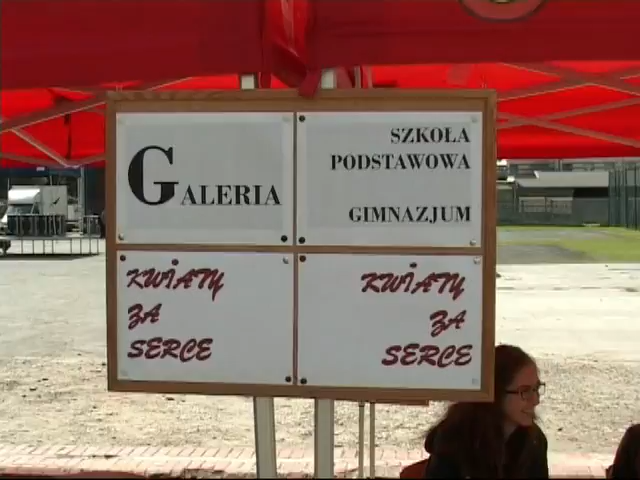 GALERIA
SZKOŁA
PODSTAWOWA
GIMNAZJUM
KWIATY
ZA
SERCE
KWIATY
ZA
SERCE